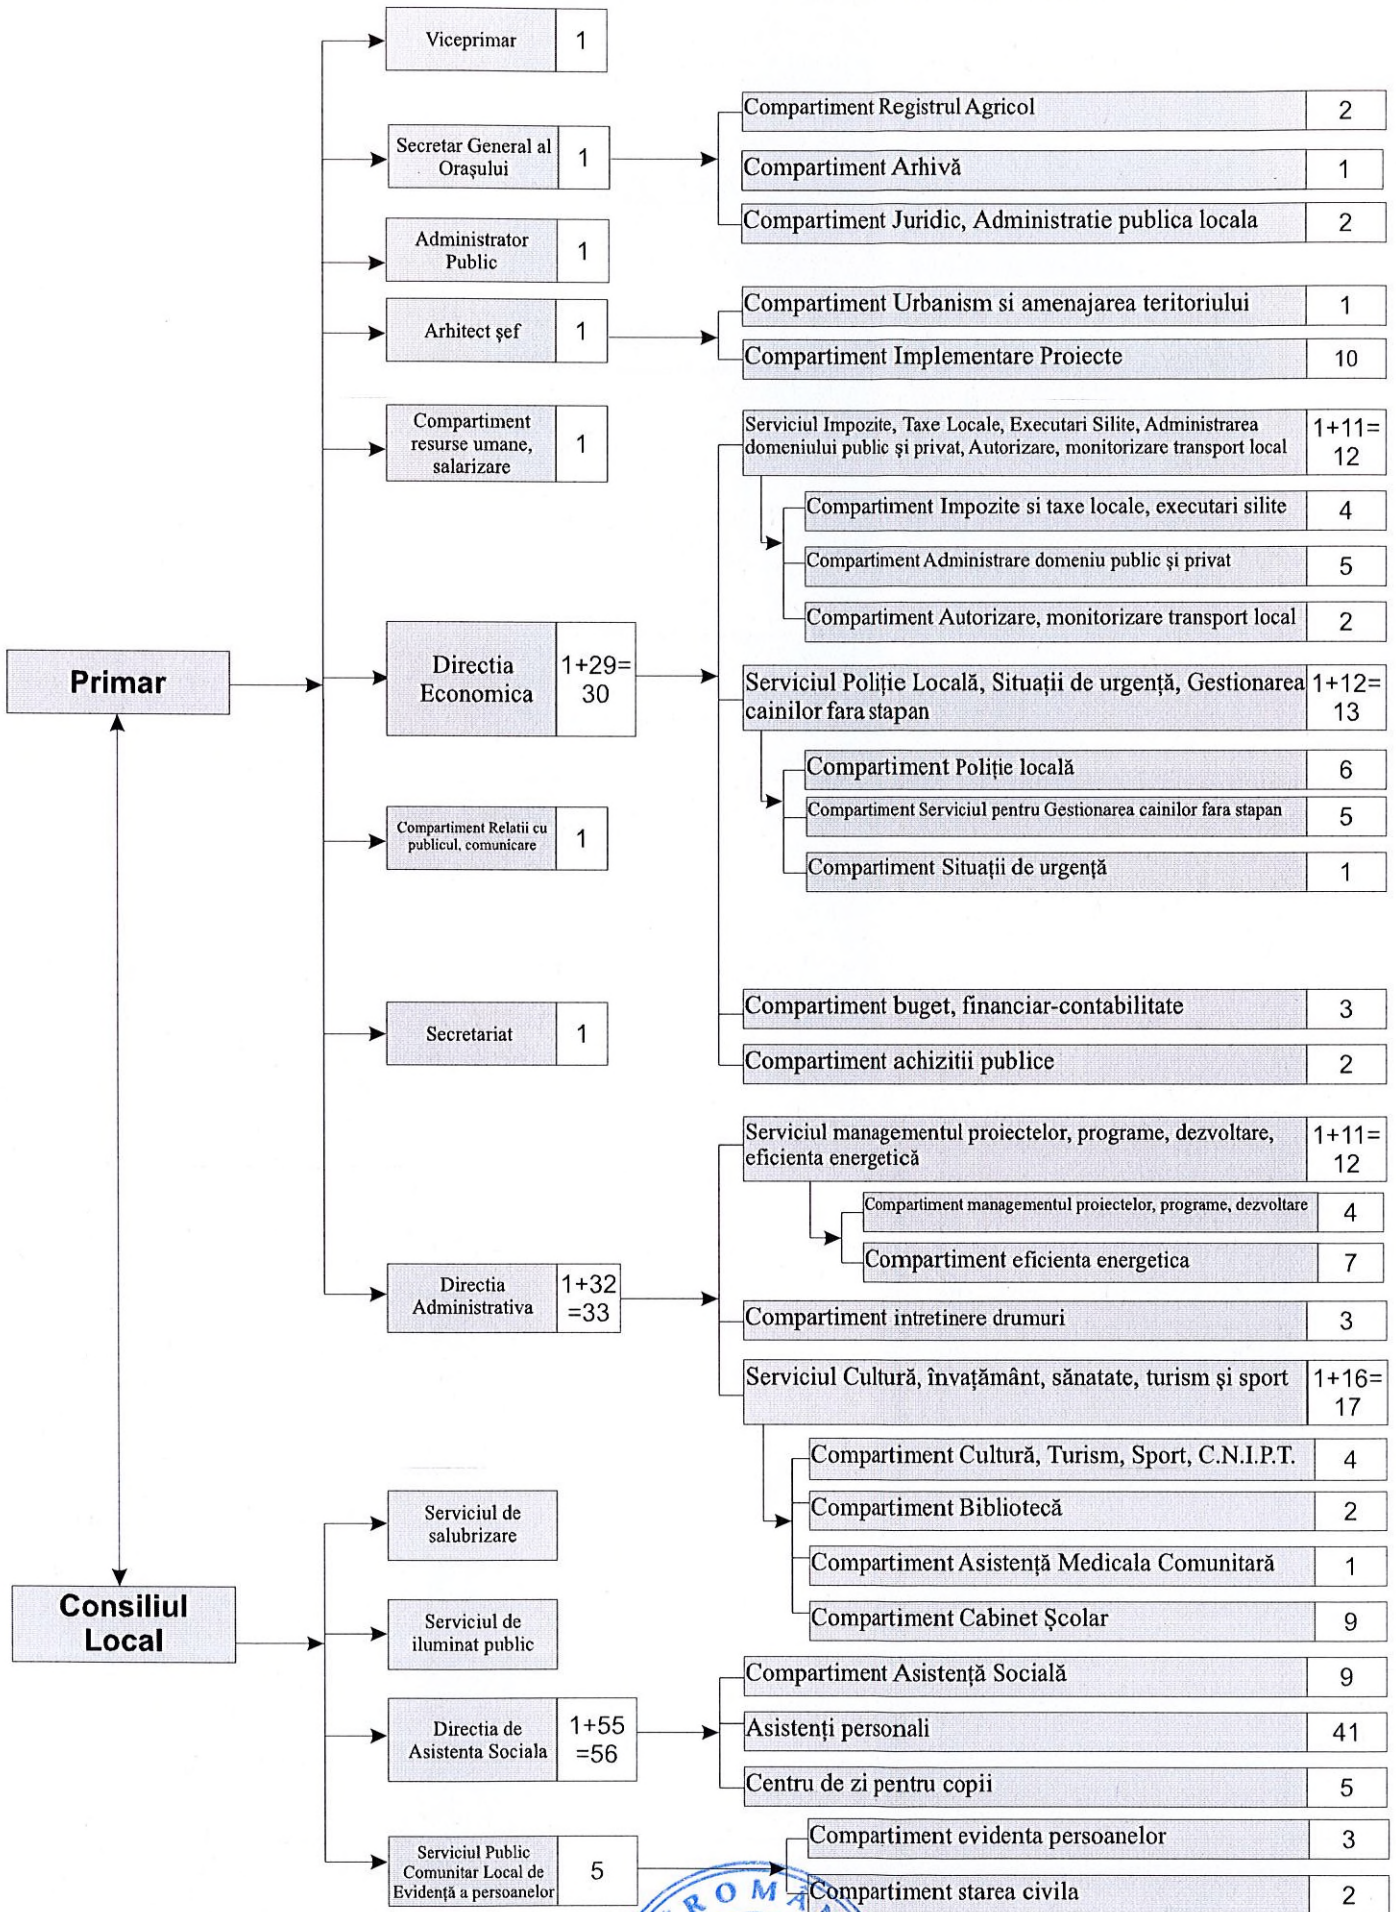 Viceprimar
1
Secretar General al
Orașului
1
Compartiment Registrul Agricol
2
Compartiment Arhivă
1
Compartiment Juridic, Administratie publica locala
2
Administrator
Public
1
Arhitect șef
1
Compartiment Urbanism si amenajarea teritoriului
1
Compartiment Implementare Proiecte
10
Compartiment
resurse umane,
salarizare
1
Serviciul Impozite, Taxe Locale, Executari Silite, Administrarea
domeniului public și privat, Autorizare, monitorizare transport local
1+11=
12
Compartiment Impozite si taxe locale, executari silite
4
Compartiment Administrare domeniu public și privat
5
Compartiment Autorizare, monitorizare transport local
2
Primar
Directia
Economica
1+29=
30
Serviciul Poliție Locală, Situații de urgență, Gestionarea
cainilor fara stapan
1+12=
13
Compartiment Poliție locală
6
Compartiment Serviciul pentru Gestionarea cainilor fara stapan
5
Compartiment Situații de urgență
1
Compartiment Relatii cu
publicul, comunicare
1
Secretariat
1
Compartiment buget, financiar-contabilitate
3
Compartiment achizitii publice
2
Serviciul managementul proiectelor, programe, dezvoltare,
eficienta energetică
1+11=
12
Compartiment managementul proiectelor, programe, dezvoltare
4
Compartiment eficienta energetica
7
Directia
Administrativa
1+32
=33
Compartiment intretinere drumuri
3
Serviciul Cultură, învațământ, sănatate, turism și sport
1+16=
17
Compartiment Cultură, Turism, Sport, C.N.I.P.T.
4
Compartiment Bibliotecă
2
Compartiment Asistență Medicala Comunitară
1
Compartiment Cabinet Școlar
9
Consiliul
Local
Serviciul de
salubrizare
Serviciul de
iluminat public
Directia de
Asistenta Sociala
1+55
=56
Compartiment Asistență Socială
9
Asistenți personali
41
Centru de zi pentru copii
5
Serviciul Public
Comunitar Local de
Evidență a persoanelor
5
Compartiment evidenta persoanelor
3
Compartiment starea civila
2